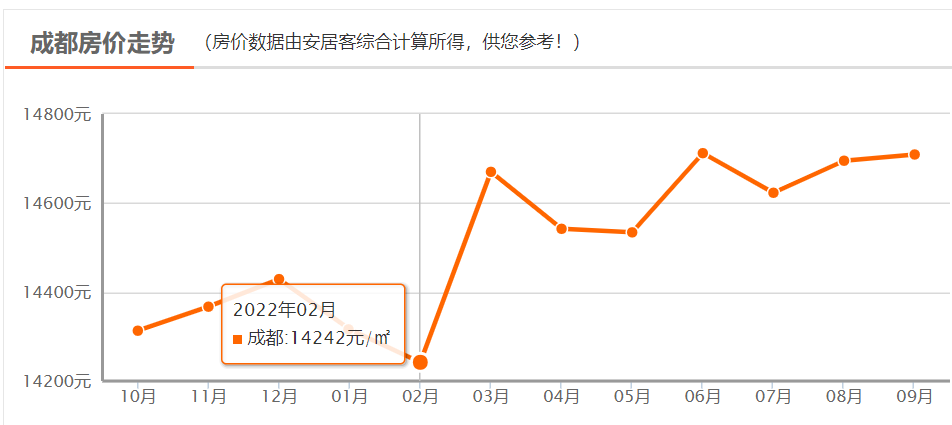 成都房价走势 （房价数据由安居客综合计算所得，供您参考！）
14800元
14600元
14400元
14200元
2022年02月
成都:14242元/㎡
10月 11月 12月 01月 02月 03月 04月 05月 06月 07月 08月 09月